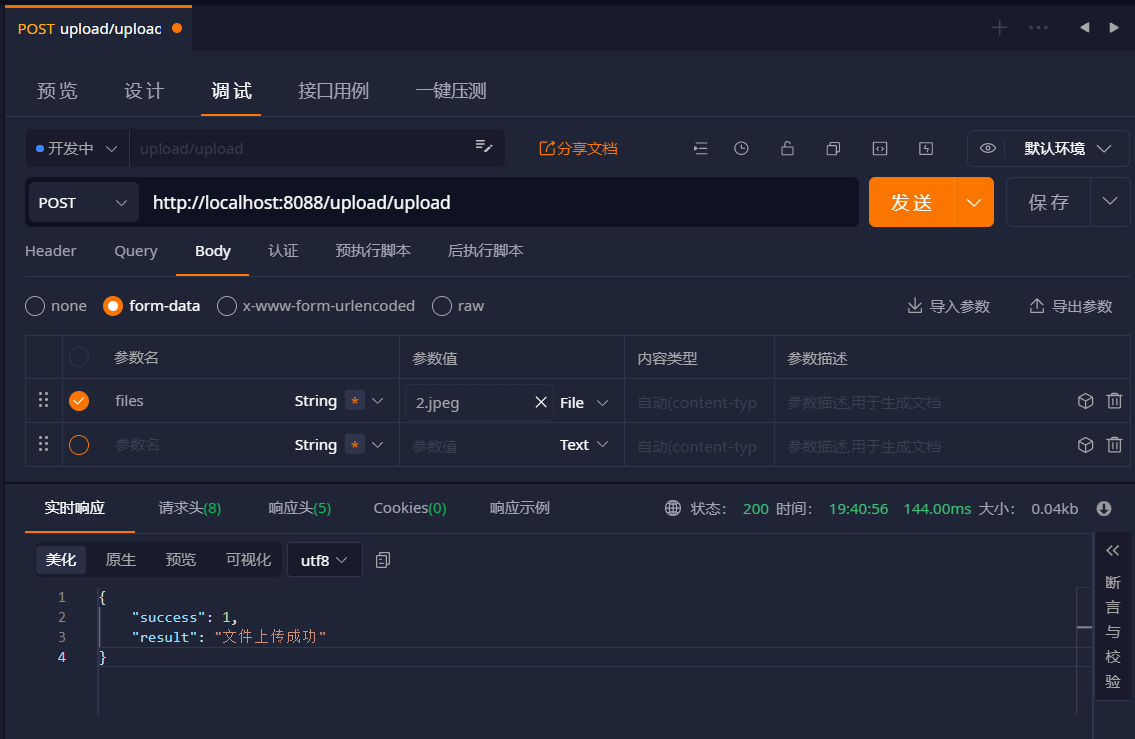 POST upload/upload
预览 设计 调试 接口用例 一键压测
开发中 upload/upload 分享文档 默认环境
POST http://localhost:8088/upload/upload 发送 保存
Header Query Body 认证 预执行脚本 后执行脚本
none form-data x-www-form-urlencoded raw 导入参数 导出参数
参数名 参数值 内容类型 参数描述
files String * 2.jpeg File 自动(content-typ 参数描述,用于生成文档
参数名 String * 参数值 Text 自动(content-typ 参数描述,用于生成文档
实时响应 请求头(8) 响应头(5) Cookies(0) 响应示例 状态: 200 时间: 19:40:56 144.00ms 大小: 0.04kb
美化 原生 预览 可视化 utf8
1 {
2 "success": 1,
3 "result": "文件上传成功"
4 }
断言与校验